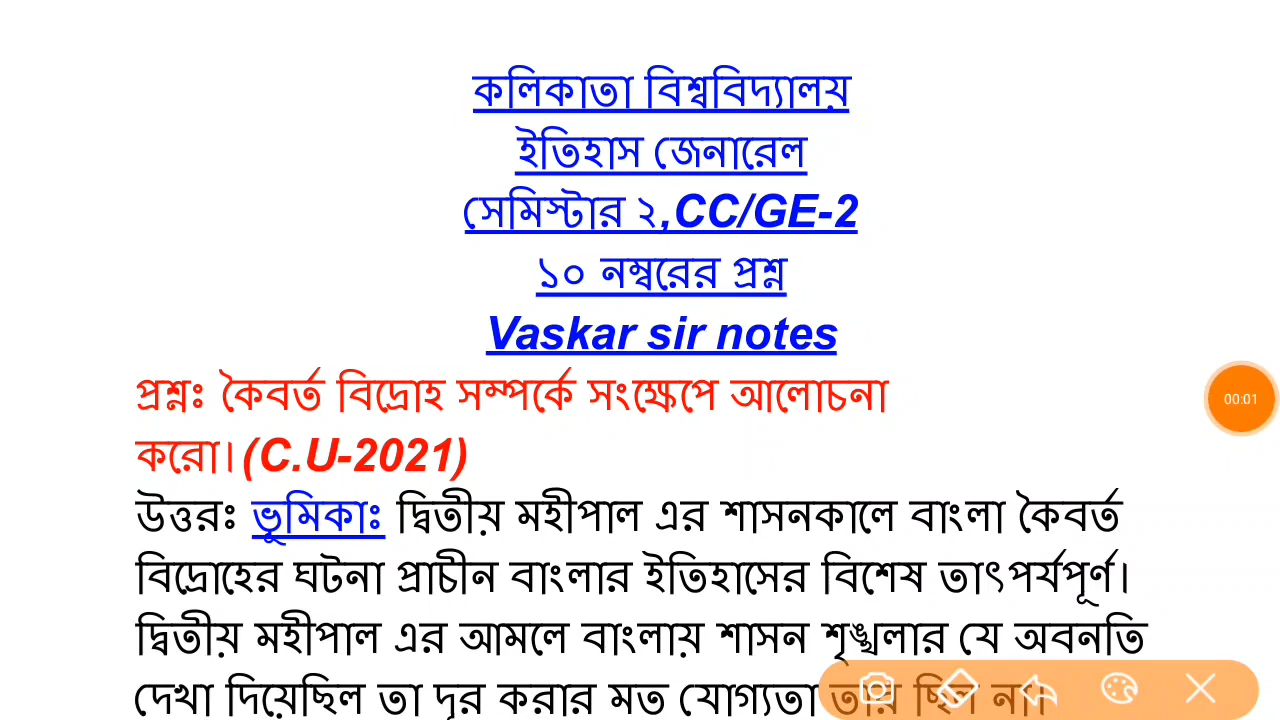 কলিকাতা বিশ্ববিদ্যালয়
ইতিহাস জেনারেল
সেমিস্টার ২,CC/GE-2
১০ নম্বরের প্রশ্ন
Vaskar sir notes
প্রশ্নঃ কৈবর্ত বিদ্রোহ সম্পর্কে সংক্ষেপে আলোচনা
করো।(C.U-2021)
উত্তরঃ ভূমিকাঃ দ্বিতীয় মহীপাল এর শাসনকালে বাংলা কৈবর্ত
বিদ্রোহের ঘটনা প্রাচীন বাংলার ইতিহাসের বিশেষ তাৎপর্যপূর্ণ।
দ্বিতীয় মহীপাল এর আমলে বাংলায় শাসন শৃঙ্খলার যে অবনতি
দেখা দিয়েছিল তা দূর করার মত যোগ্যতা তার ছিল না।
00:01